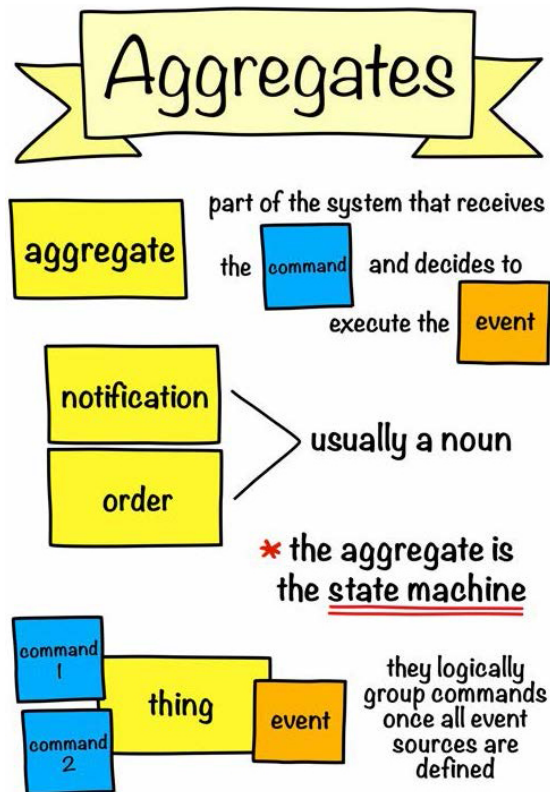 Aggregates
aggregate
part of the system that receives
the command and decides to
execute the event
notification
order
usually a noun
* the aggregate is
the state machine
command
1
command
2
thing
event
they logically
group commands
once all event
sources are
defined